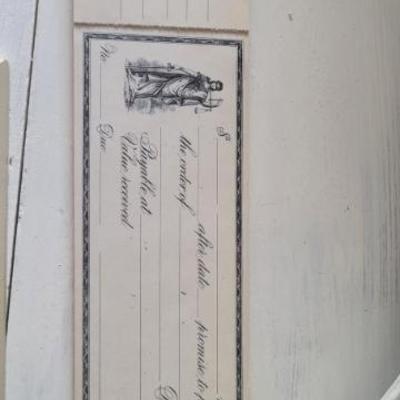 $
after date promise to
the order of
Payable at
Value received
No. Due